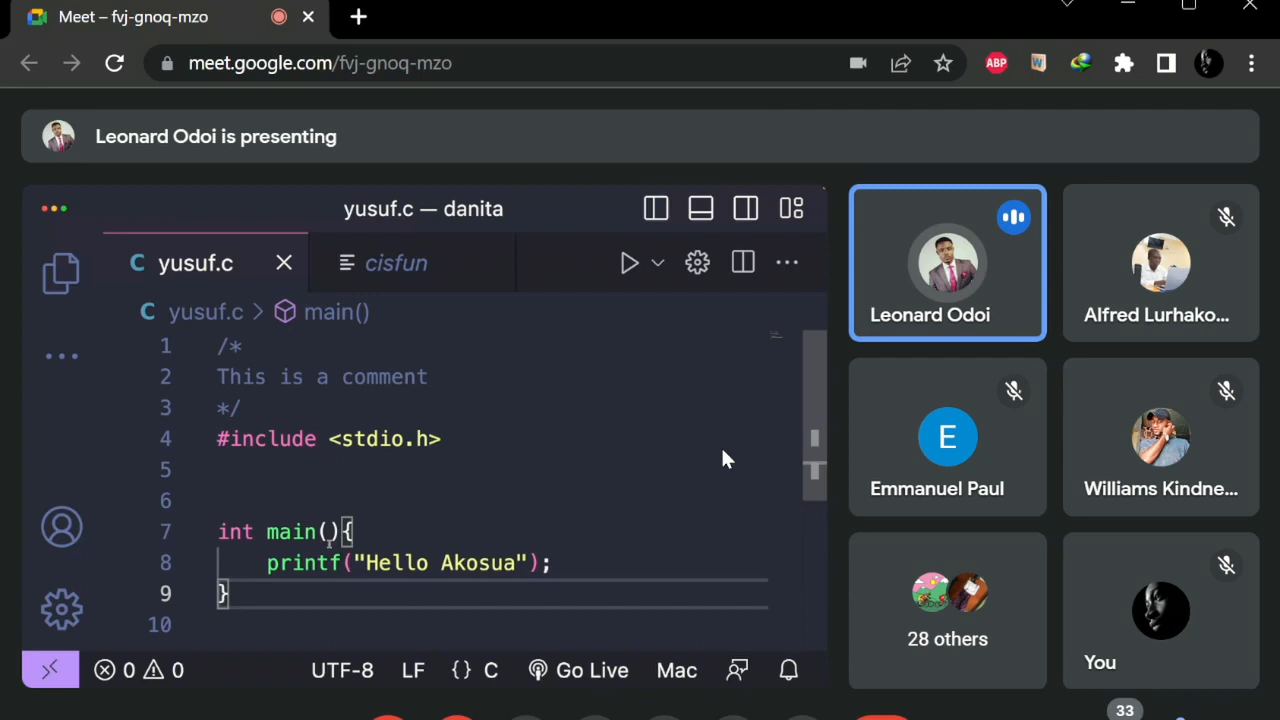 Meet – fvj-gnoq-mzo
meet.google.com/fvj-gnoq-mzo
ABP
W
Leonard Odoi is presenting
yusuf.c — danita
C yusuf.c
cisfun
C yusuf.c > main()
1 /*
2 This is a comment
3 */
4 #include <stdio.h>
5
6
7 int main(){
8 printf("Hello Akosua");
9 }
10
0 0 UTF-8 LF {} C Go Live Mac
Leonard Odoi
Alfred Lurhako...
E
Emmanuel Paul
Williams Kindne...
28 others
You
33